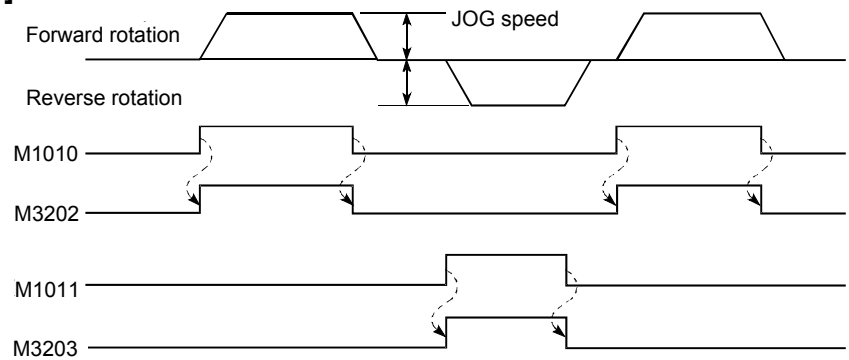 JOG speed
Forward rotation
Reverse rotation
M1010
M3202
M1011
M3203